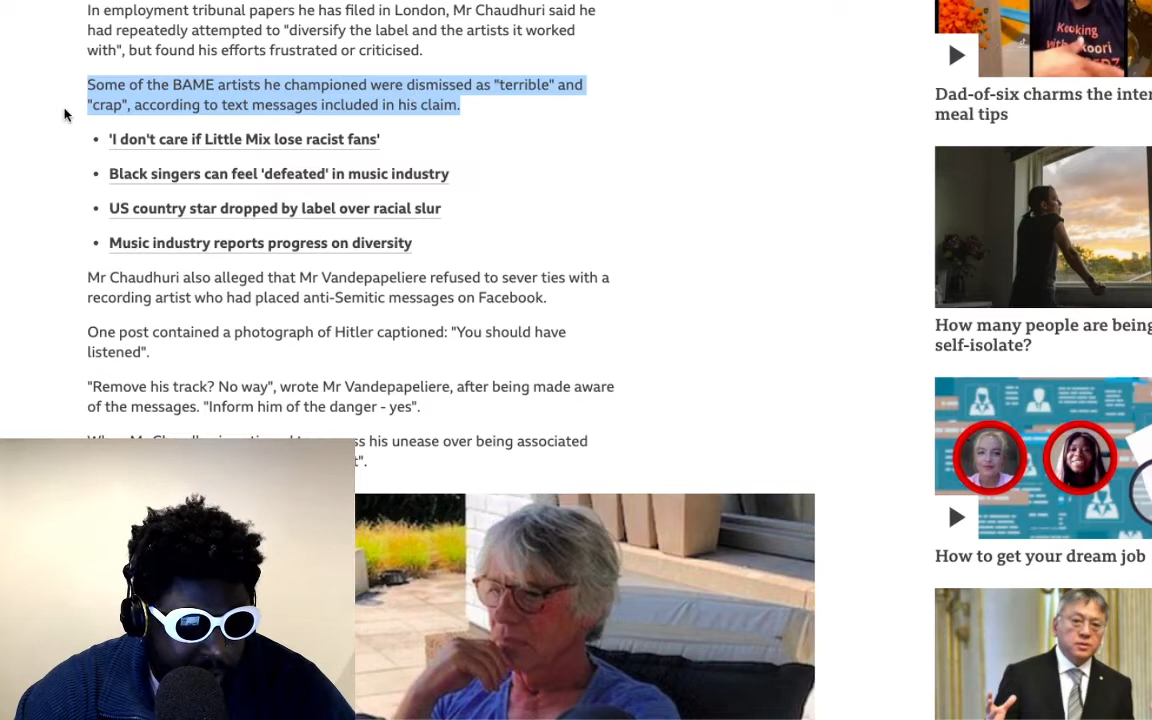 In employment tribunal papers he has filed in London, Mr Chaudhuri said he
had repeatedly attempted to "diversify the label and the artists it worked
with", but found his efforts frustrated or criticised.
Some of the BAME artists he championed were dismissed as "terrible" and
"crap", according to text messages included in his claim.
• 'I don't care if Little Mix lose racist fans'
• Black singers can feel 'defeated' in music industry
• US country star dropped by label over racial slur
• Music industry reports progress on diversity
Mr Chaudhuri also alleged that Mr Vandepapeliere refused to sever ties with a
recording artist who had placed anti-Semitic messages on Facebook.
One post contained a photograph of Hitler captioned: "You should have
listened".
"Remove his track? No way", wrote Mr Vandepapeliere, after being made aware
of the messages. "Inform him of the danger - yes".
his unease over being associated
Kooking
Dad-of-six charms the inter
meal tips
How many people are being
self-isolate?
How to get your dream job